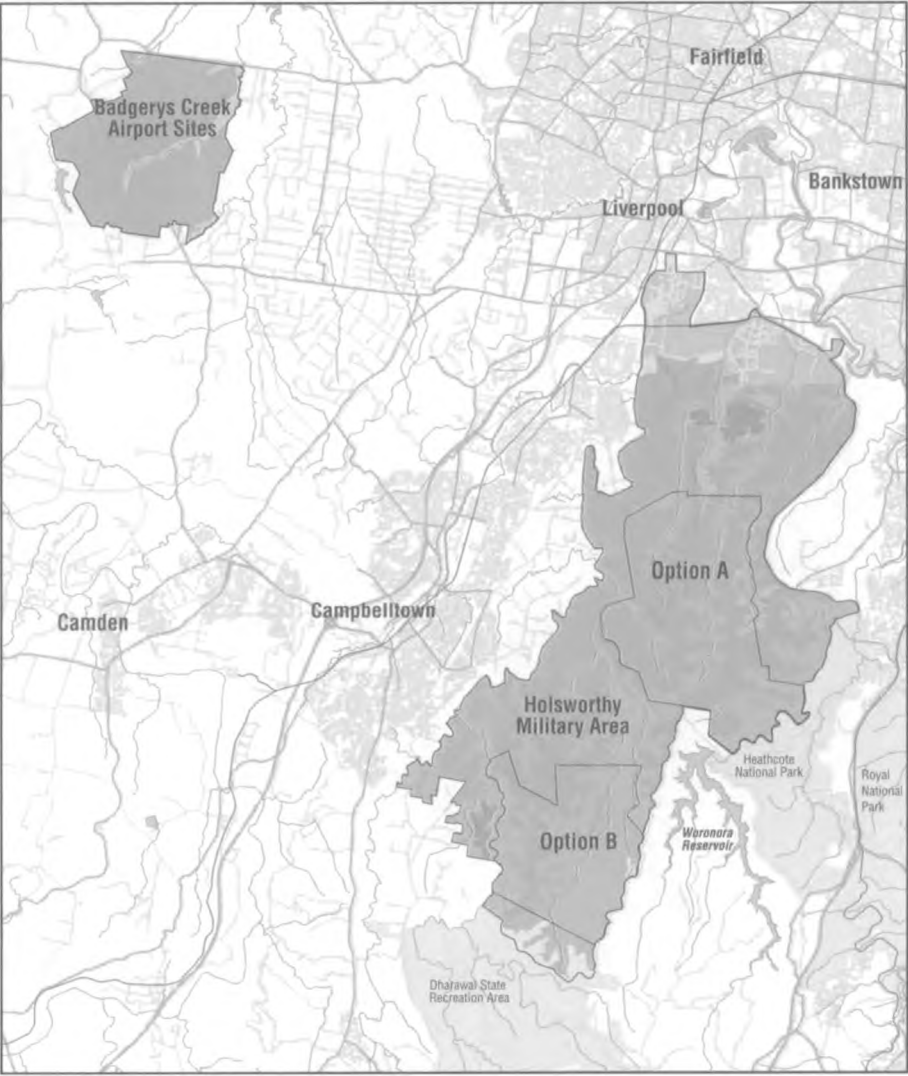 Fairfield
Badgerys Creek
Airport Sites
Bankstown
Liverpool
Option A
Camden
Campbelltown
Holsworthy
Military Area
Heathcote
National Park
Royal
National
Park
Option B
Woronora
Reservoir
Dharawal State
Recreation Area